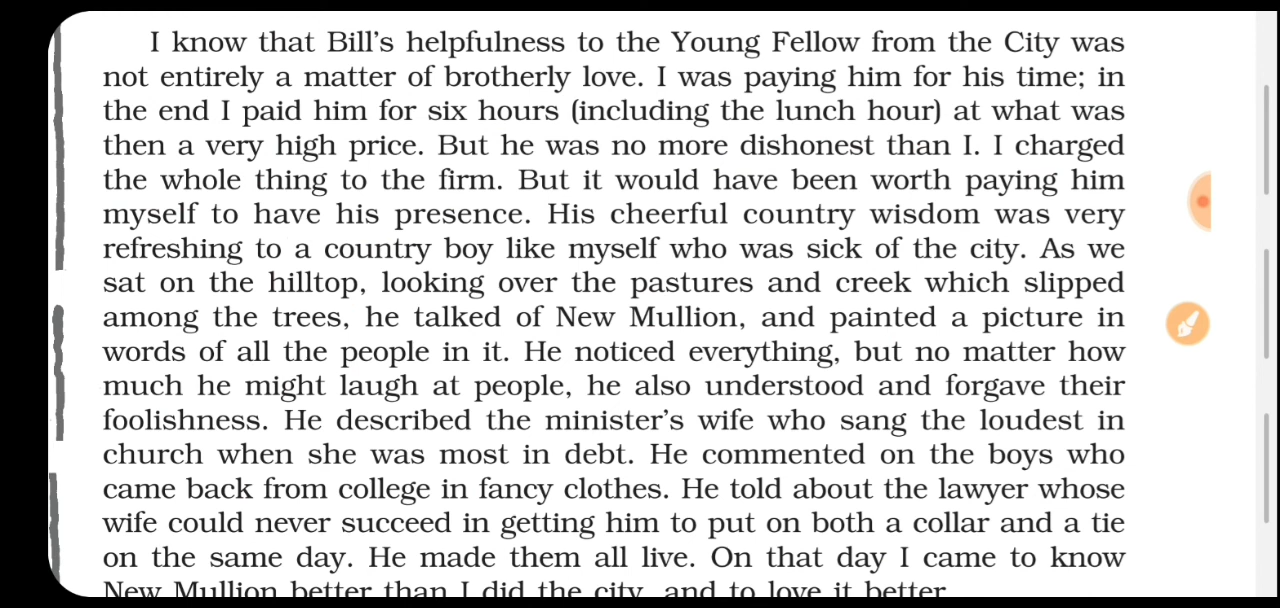 I know that Bill's helpfulness to the Young Fellow from the City was
not entirely a matter of brotherly love. I was paying him for his time; in
the end I paid him for six hours (including the lunch hour) at what was
then a very high price. But he was no more dishonest than I. I charged
the whole thing to the firm. But it would have been worth paying him
myself to have his presence. His cheerful country wisdom was very
refreshing to a country boy like myself who was sick of the city. As we
sat on the hilltop, looking over the pastures and creek which slipped
among the trees, he talked of New Mullion, and painted a picture in
words of all the people in it. He noticed everything, but no matter how
much he might laugh at people, he also understood and forgave their
foolishness. He described the minister's wife who sang the loudest in
church when she was most in debt. He commented on the boys who
came back from college in fancy clothes. He told about the lawyer whose
wife could never succeed in getting him to put on both a collar and a tie
on the same day. He made them all live. On that day I came to know
New Mullion better than I did the city, and to love it better.